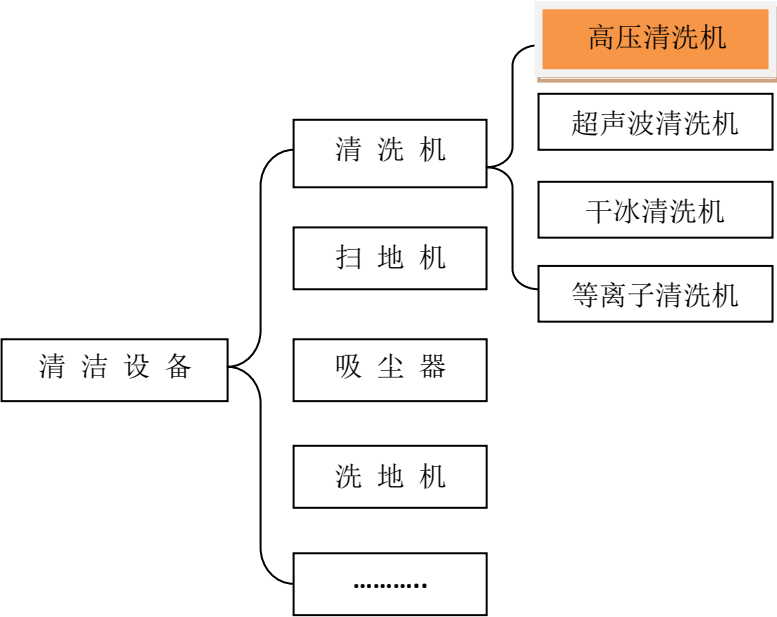 高压清洗机
超声波清洗机
清 洗 机
干冰清洗机
扫 地 机
等离子清洗机
清 洁 设 备
吸 尘 器
洗 地 机
………..